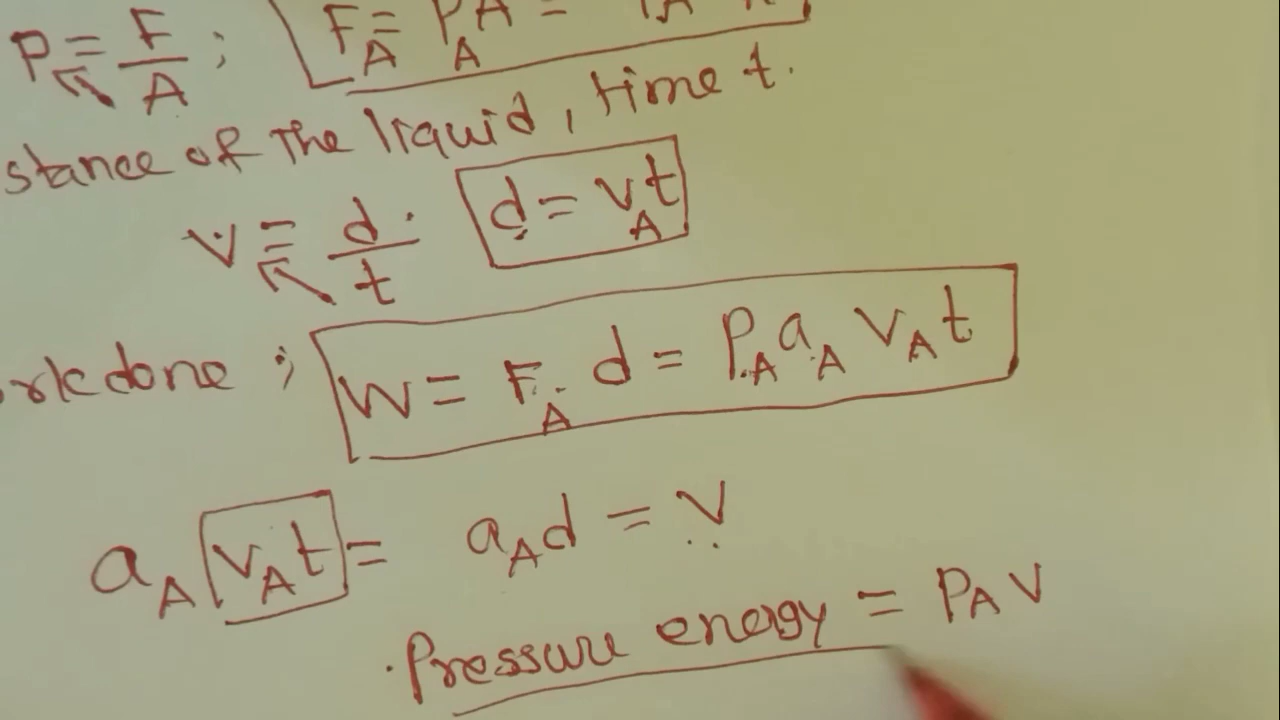 P = F/A ; F_A = P_A A =
stance of the liquid, time t.
v = d/t . d = v_A t
rk done ; W = F_A . d = P_A a_A v_A t
a_A v_A t = a_A d = V
Pressure energy = P_A V